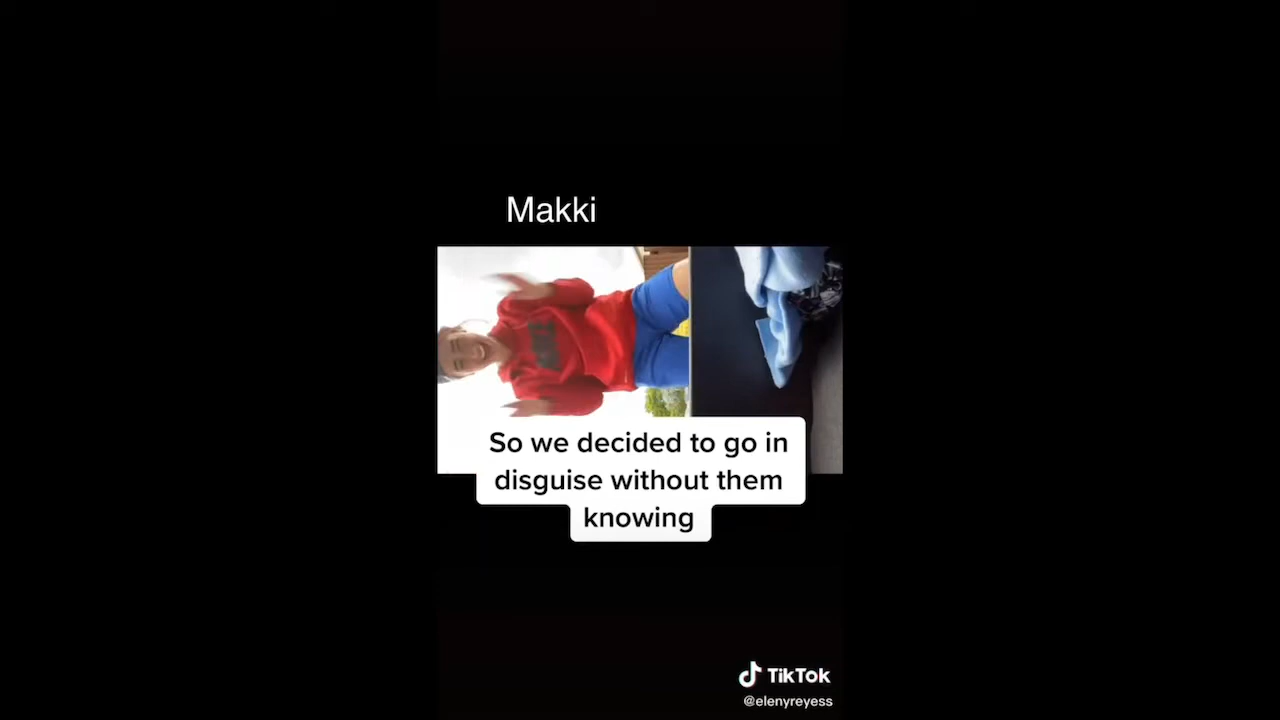 Makki
So we decided to go in
disguise without them
knowing
TikTok
@elenyreyess